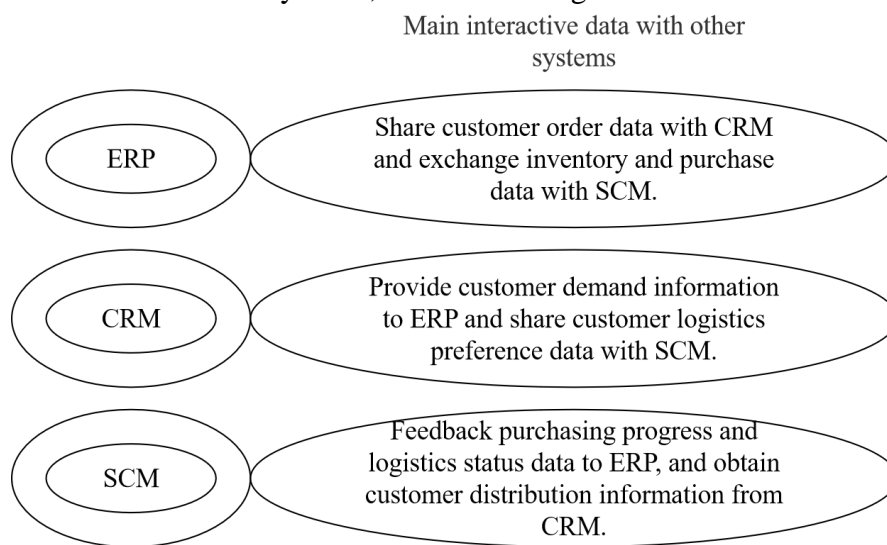 Main interactive data with other
systems
ERP
Share customer order data with CRM
and exchange inventory and purchase
data with SCM.
CRM
Provide customer demand information
to ERP and share customer logistics
preference data with SCM.
SCM
Feedback purchasing progress and
logistics status data to ERP, and obtain
customer distribution information from
CRM.